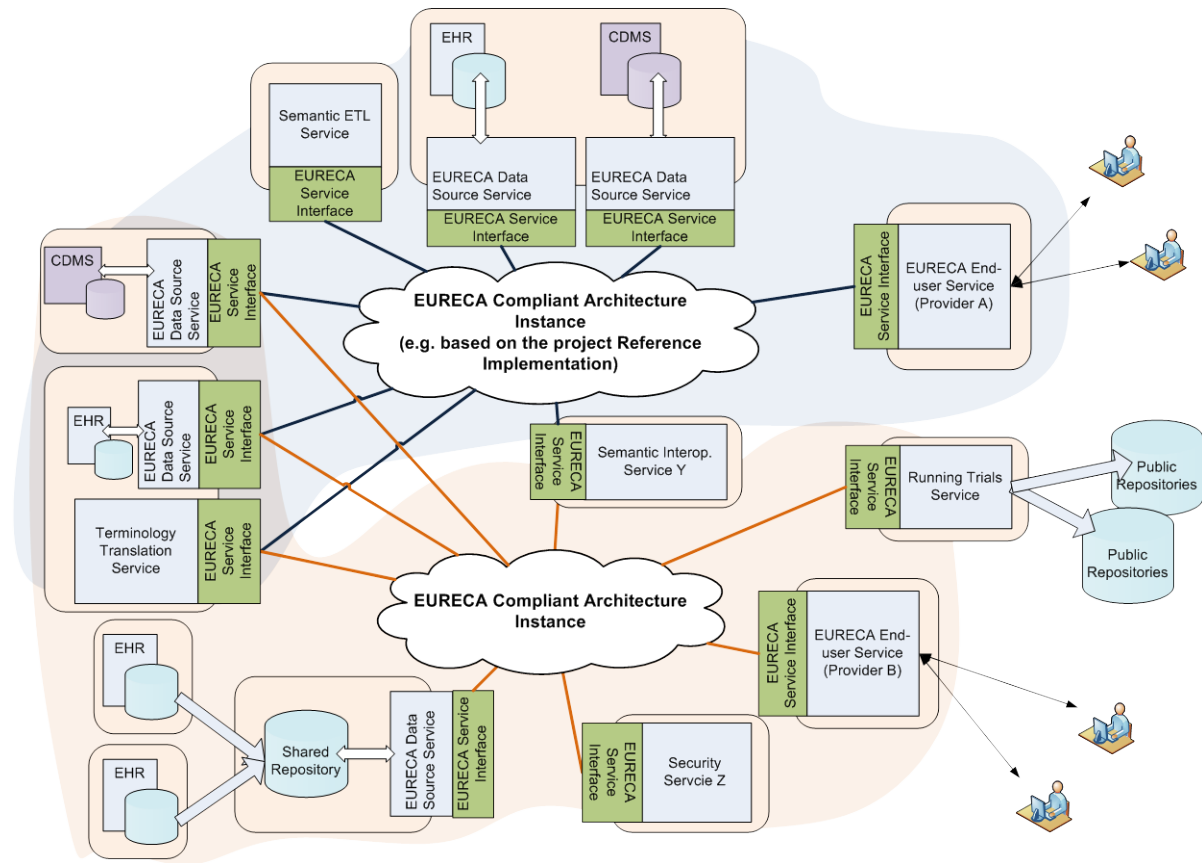 EHR
CDMS
Semantic ETL
Service
EURECA
Service
Interface
EURECA Data
Source Service
EURECA Service
Interface
EURECA Data
Source Service
EURECA Service
Interface
CDMS
EURECA
Data Source
Service
EURECA
Service
Interface
EURECA Compliant Architecture
Instance
(e.g. based on the project Reference
Implementation)
EURECA
Service Interface
EURECA End-
user Service
(Provider A)
EHR
EURECA
Data Source
Service
EURECA
Service
Interface
EURECA
Service
Interface
Semantic Interop.
Service Y
EURECA
Service
Interface
Running Trials
Service
Public
Repositories
Public
Repositories
Terminology
Translation
Service
EURECA
Service
Interface
EURECA Compliant Architecture
Instance
EURECA
Service Interface
EURECA End-
user Service
(Provider B)
EHR
EHR
Shared
Repository
EURECA Data
Source Service
EURECA Service
Interface
EURECA
Service
Interface
Security
Servcie Z